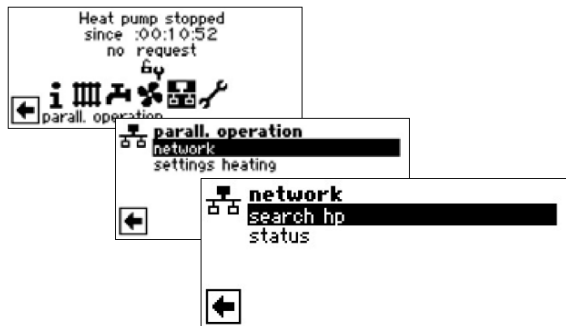 Heat pump stopped
since :00:10:52
no request
parall. operation
parall. operation
network
settings heating
network
search hp
status